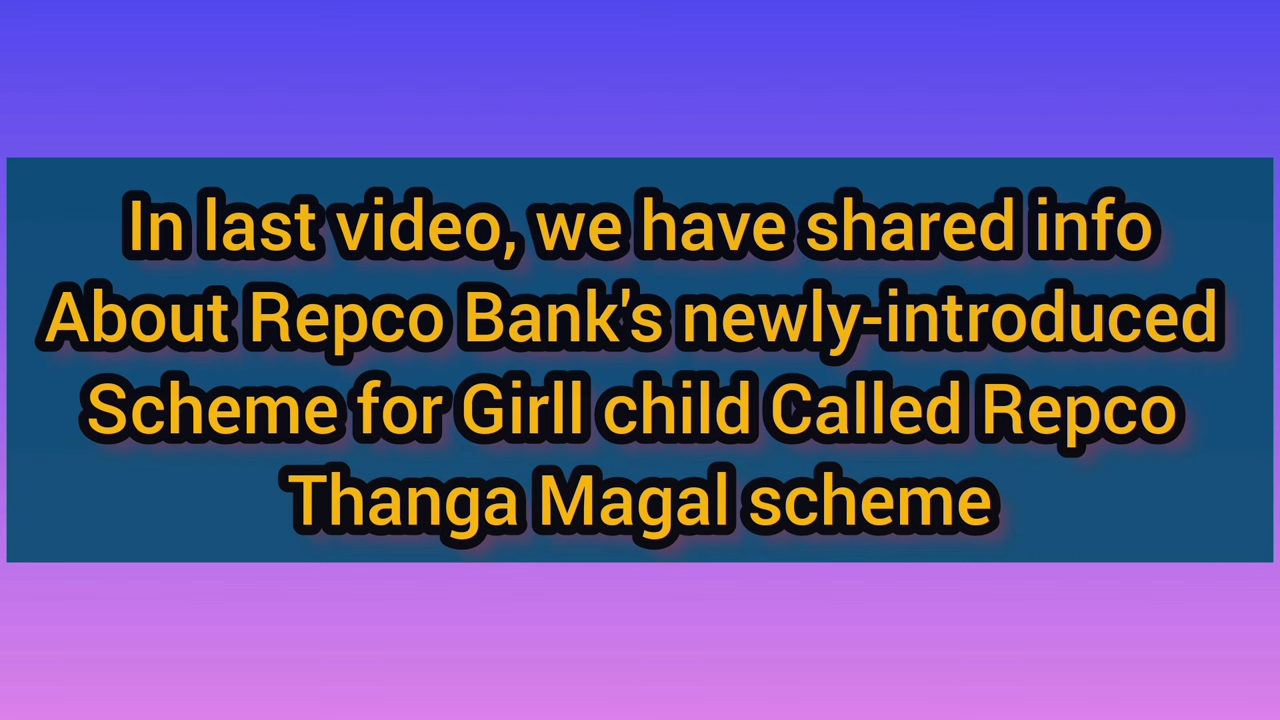 In last video, we have shared info
About Repco Bank's newly-introduced
Scheme for Girll child Called Repco
Thanga Magal scheme